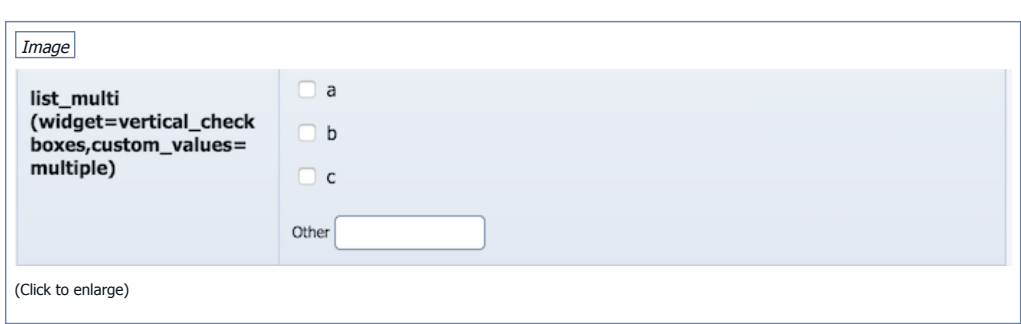 Image
list_multi
(widget=vertical_check
boxes,custom_values=
multiple)
a
b
c
Other
(Click to enlarge)